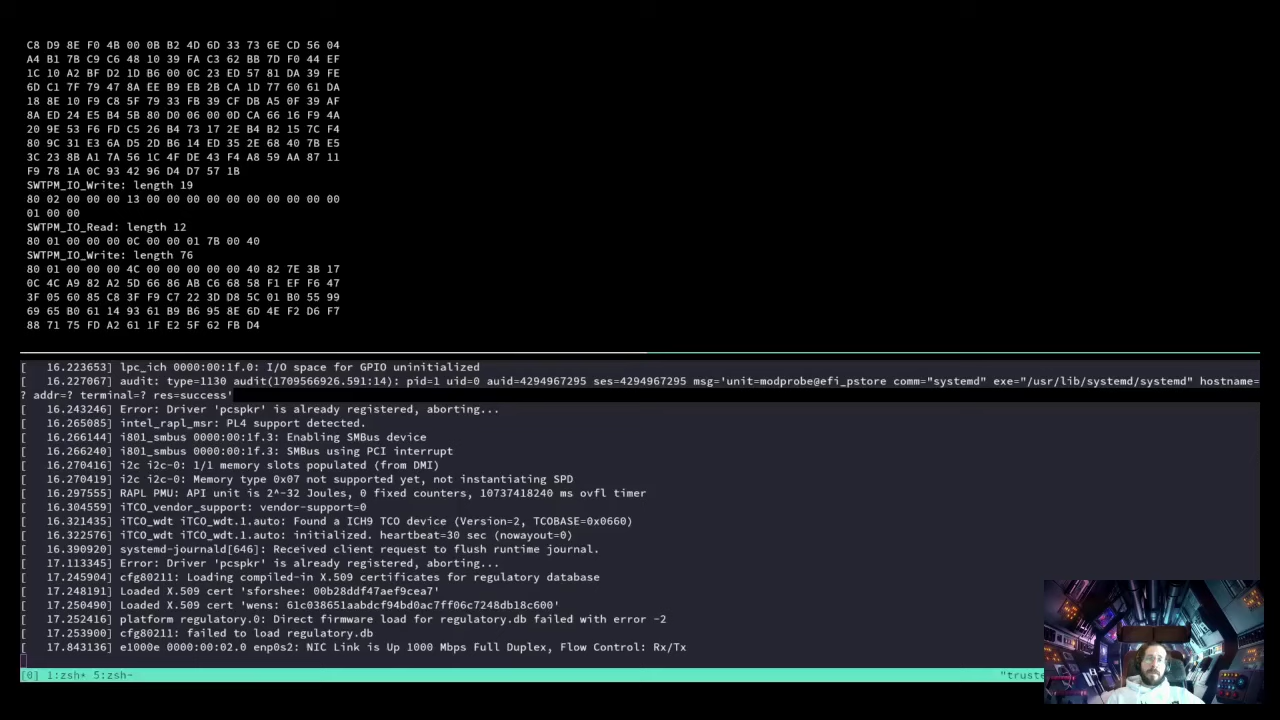 C8 D9 8E F0 4B 00 0B B2 4D 6D 33 73 6E CD 56 04
A4 B1 7B C9 C6 48 10 39 FA C3 62 BB 7D F0 44 EF
1C 10 A2 BF D2 1D B6 00 0C 23 ED 57 81 DA 39 FE
6D C1 7F 79 47 8A EE B9 EB 2B CA 1D 77 60 61 DA
18 8E 10 F9 C8 5F 79 33 FB 39 CF DB A5 0F 39 AF
8A ED 24 E5 B4 5B 80 D0 06 00 0D CA 66 16 F9 4A
20 9E 53 F6 FD C5 26 B4 73 17 2E B4 B2 15 7C F4
80 9C 31 E3 6A D5 2D B6 14 ED 35 2E 68 40 7B E5
3C 23 8B A1 7A 56 1C 4F DE 43 F4 A8 59 AA 87 11
F9 78 1A 0C 93 42 96 D4 D7 57 1B
SWTPM_IO_Write: length 19
80 02 00 00 00 13 00 00 00 00 00 00 00 00 00 00
01 00 00
SWTPM_IO_Read: length 12
80 01 00 00 00 0C 00 00 01 7B 00 40
SWTPM_IO_Write: length 76
80 01 00 00 00 4C 00 00 00 00 00 40 82 7E 3B 17
0C 4C A9 82 A2 5D 66 86 AB C6 68 58 F1 EF F6 47
3F 05 60 85 C8 3F F9 C7 22 3D D8 5C 01 B0 55 99
69 65 B0 61 14 93 61 B9 B6 95 8E 6D 4E F2 D6 F7
88 71 75 FD A2 61 1F E2 5F 62 FB D4
[   16.223653] lpc_ich 0000:00:1f.0: I/O space for GPIO uninitialized
[   16.227067] audit: type=1130 audit(1709566926.591:14): pid=1 uid=0 auid=4294967295 ses=4294967295 msg='unit=modprobe@efi_pstore comm="systemd" exe="/usr/lib/systemd/systemd" hostname=
? addr=? terminal=? res=success'
[   16.243246] Error: Driver 'pcspkr' is already registered, aborting...
[   16.265085] intel_rapl_msr: PL4 support detected.
[   16.266144] i801_smbus 0000:00:1f.3: Enabling SMBus device
[   16.266240] i801_smbus 0000:00:1f.3: SMBus using PCI interrupt
[   16.270416] i2c i2c-0: 1/1 memory slots populated (from DMI)
[   16.270419] i2c i2c-0: Memory type 0x07 not supported yet, not instantiating SPD
[   16.297555] RAPL PMU: API unit is 2^-32 Joules, 0 fixed counters, 10737418240 ms ovfl timer
[   16.304559] iTCO_vendor_support: vendor-support=0
[   16.321435] iTCO_wdt iTCO_wdt.1.auto: Found a ICH9 TCO device (Version=2, TCOBASE=0x0660)
[   16.322576] iTCO_wdt iTCO_wdt.1.auto: initialized. heartbeat=30 sec (nowayout=0)
[   16.390920] systemd-journald[646]: Received client request to flush runtime journal.
[   17.113345] Error: Driver 'pcspkr' is already registered, aborting...
[   17.245904] cfg80211: Loading compiled-in X.509 certificates for regulatory database
[   17.248191] Loaded X.509 cert 'sforshee: 00b28ddf47aef9cea7'
[   17.250490] Loaded X.509 cert 'wens: 61c038651aabdcf94bd0ac7ff06c7248db18c600'
[   17.252416] platform regulatory.0: Direct firmware load for regulatory.db failed with error -2
[   17.253900] cfg80211: failed to load regulatory.db
[   17.843136] e1000e 0000:00:02.0 enp0s2: NIC Link is Up 1000 Mbps Full Duplex, Flow Control: Rx/Tx
[0] 1:zsh* 5:zsh- "truste